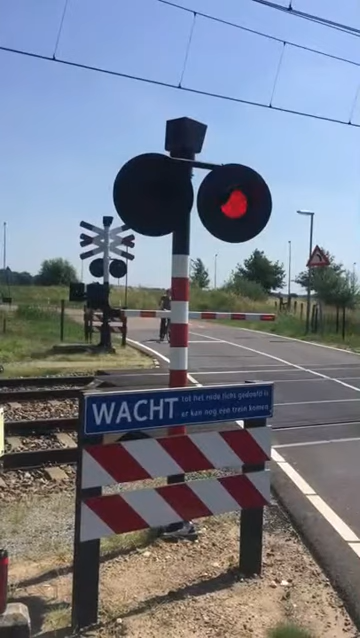 WACHT
tot het rode licht gedoofd is
er kan nog een trein komen